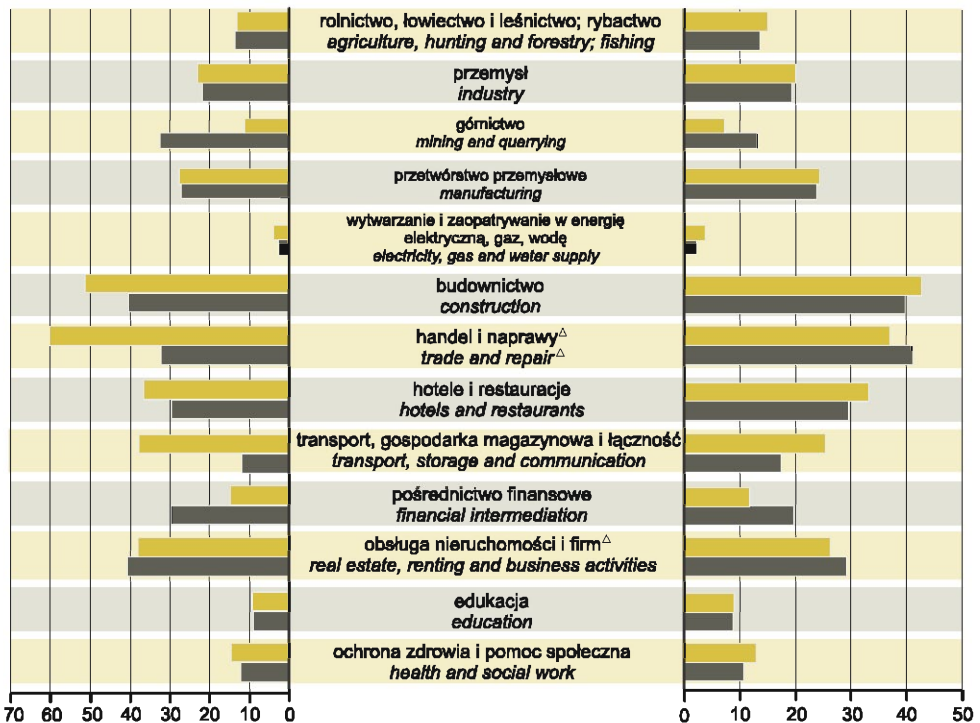 rolnictwo, łowiectwo i leśnictwo; rybactwo
agriculture, hunting and forestry; fishing
przemysł
industry
górnictwo
mining and quarrying
przetwórstwo przemysłowe
manufacturing
wytwarzanie i zaopatrywanie w energię
elektryczną, gaz, wodę
electricity, gas and water supply
budownictwo
construction
handel i naprawy△
trade and repair△
hotele i restauracje
hotels and restaurants
transport, gospodarka magazynowa i łączność
transport, storage and communication
pośrednictwo finansowe
financial intermediation
obsługa nieruchomości i firm△
real estate, renting and business activities
edukacja
education
ochrona zdrowia i pomoc społeczna
health and social work
70 60 50 40 30 20 10 0
0 10 20 30 40 50